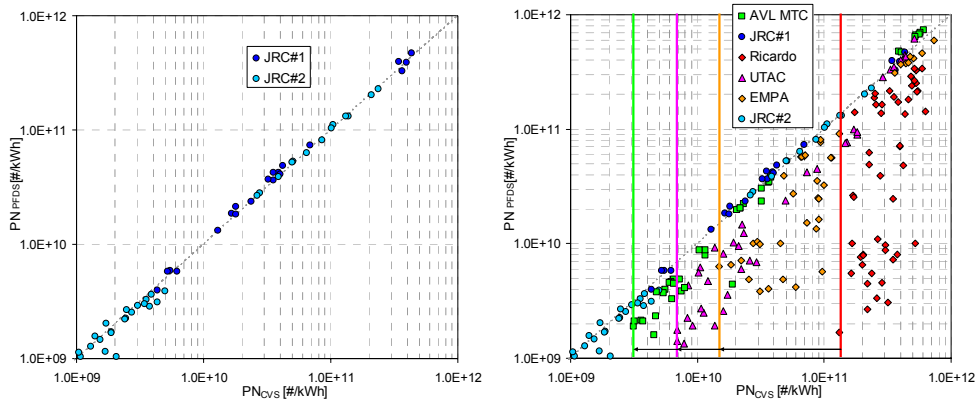 1.0E+12
1.0E+11
1.0E+10
1.0E+09
PN PFDS [#/kWh]
JRC#1
JRC#2
1.0E+09
1.0E+10
1.0E+11
1.0E+12
PNCVS [#/kWh]
1.0E+12
1.0E+11
1.0E+10
1.0E+09
PN PFDS [#/kWh]
AVL MTC
JRC#1
Ricardo
UTAC
EMPA
JRC#2
1.0E+09
1.0E+10
1.0E+11
1.0E+12
PNCVS [#/kWh]